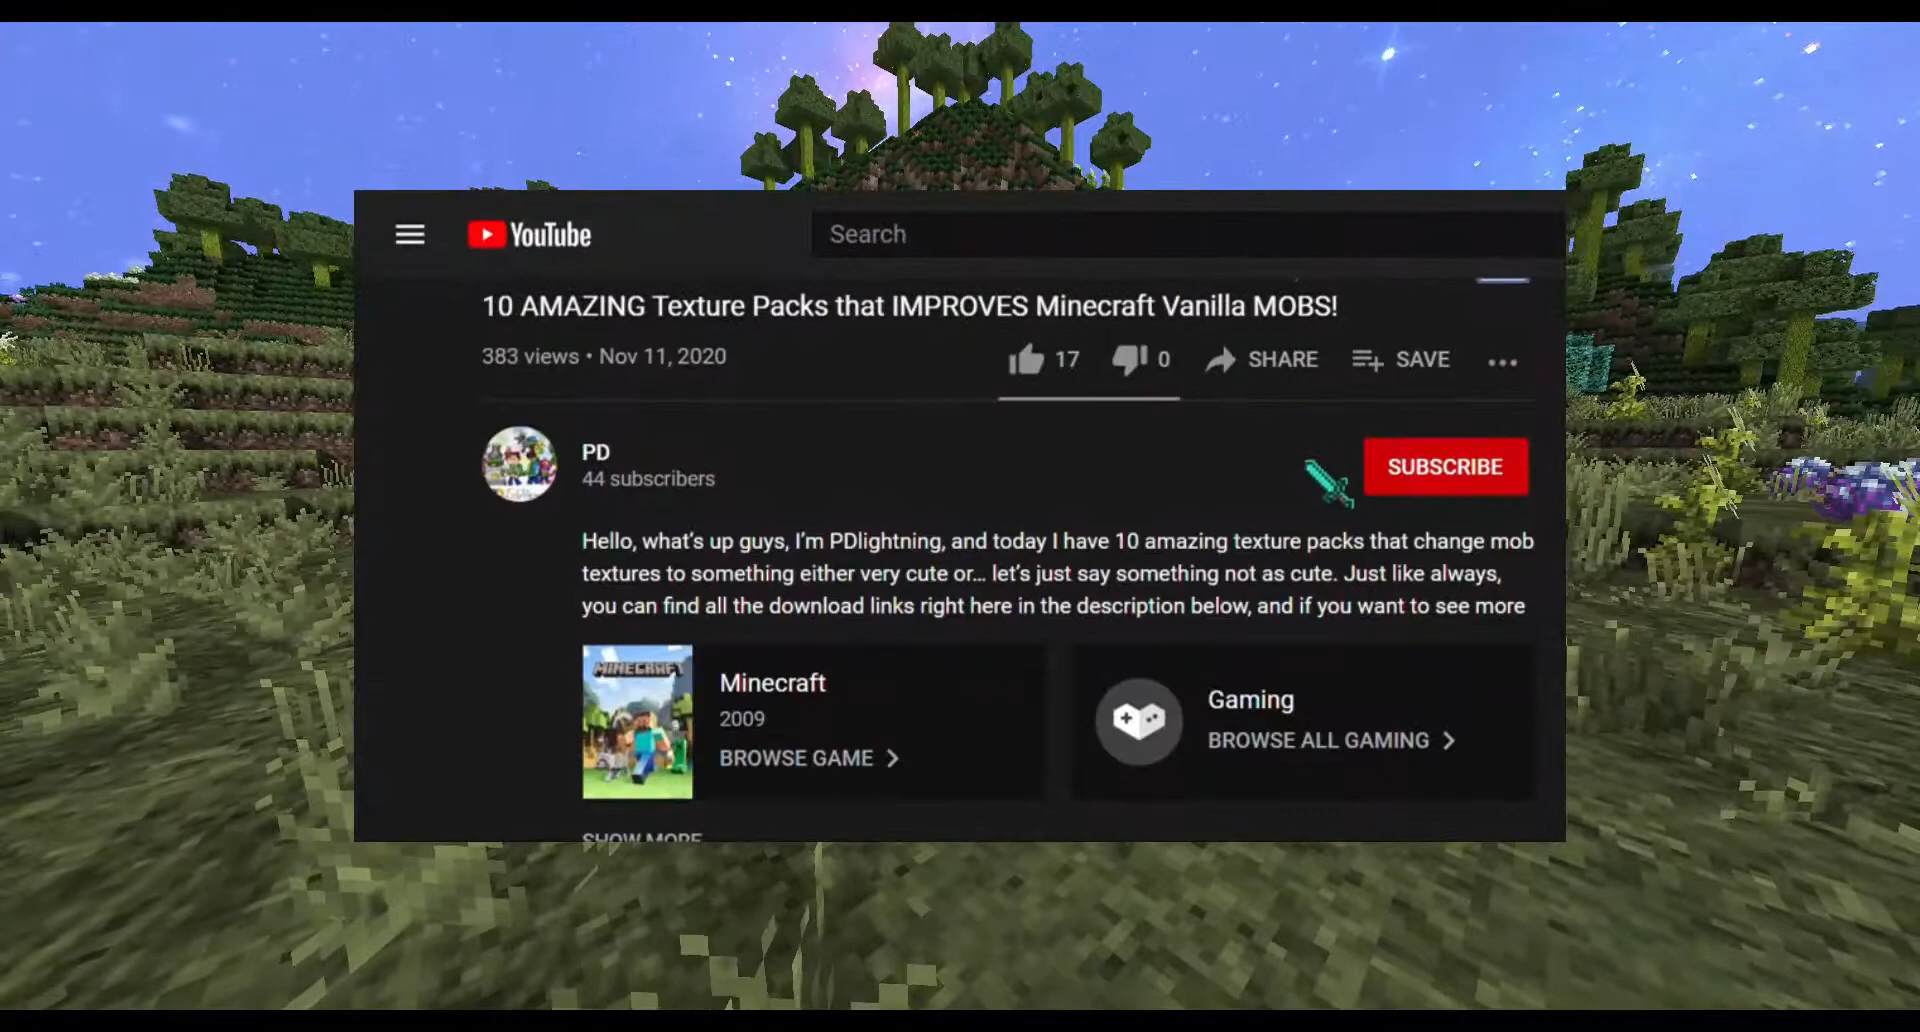 YouTube
Search
10 AMAZING Texture Packs that IMPROVES Minecraft Vanilla MOBS!
383 views • Nov 11, 2020
17
0
SHARE
SAVE
PD
44 subscribers
SUBSCRIBE
Hello, what's up guys, I'm PDlightning, and today I have 10 amazing texture packs that change mob
textures to something either very cute or... let's just say something not as cute. Just like always,
you can find all the download links right here in the description below, and if you want to see more
MINECRAFT
Minecraft
2009
BROWSE GAME
Gaming
BROWSE ALL GAMING
SHOW MORE